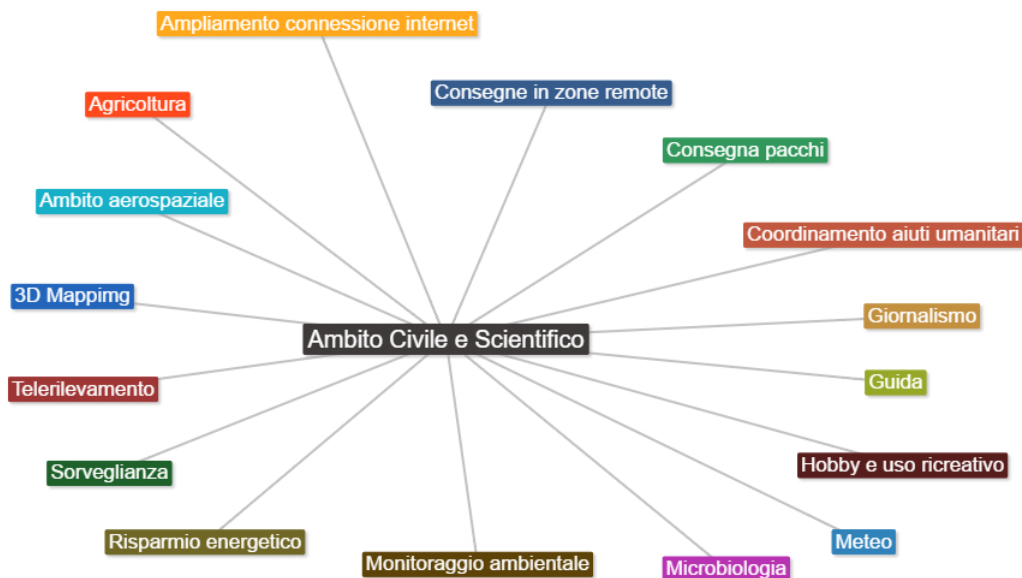 Ampliamento connessione internet
Consegne in zone remote
Agricoltura
Consegna pacchi
Ambito aerospaziale
Coordinamento aiuti umanitari
3D Mappimg
Giornalismo
Ambito Civile e Scientifico
Guida
Telerilevamento
Hobby e uso ricreativo
Sorveglianza
Risparmio energetico
Meteo
Monitoraggio ambientale
Microbiologia